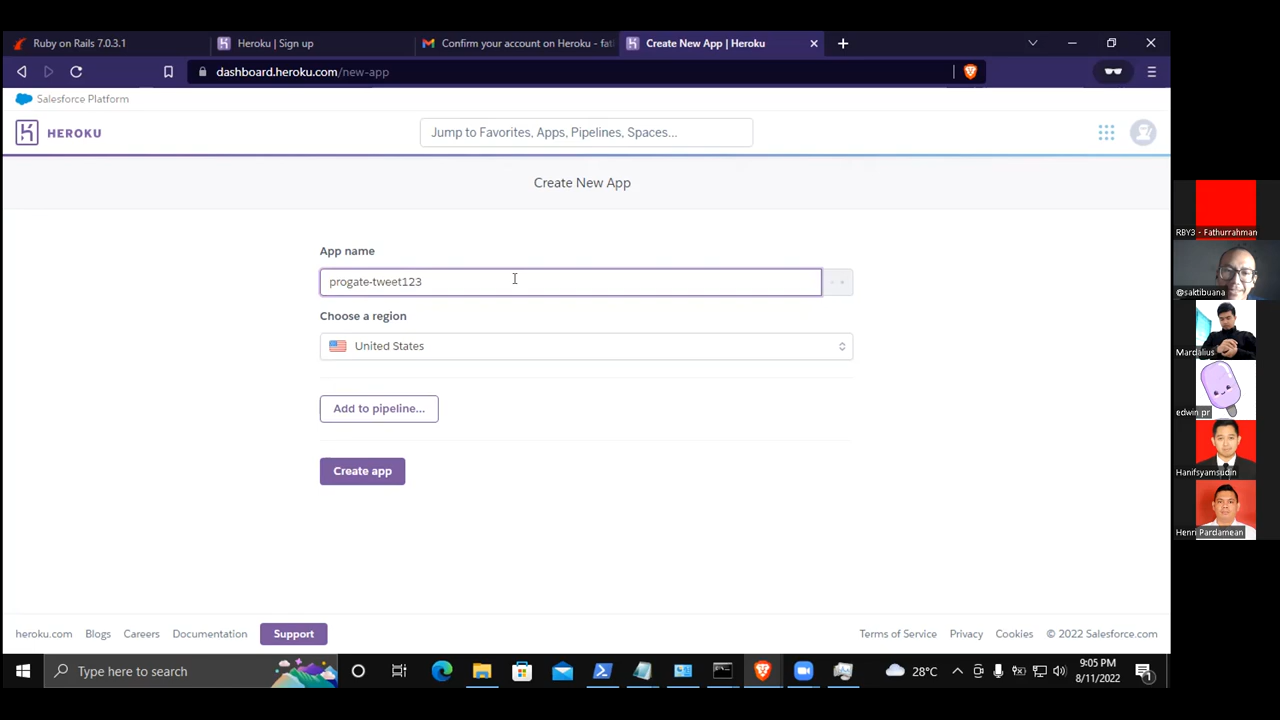 Ruby on Rails 7.0.3.1
Heroku | Sign up
Confirm your account on Heroku - fat
Create New App | Heroku
dashboard.heroku.com/new-app
Salesforce Platform
HEROKU
Jump to Favorites, Apps, Pipelines, Spaces...
Create New App
App name
progate-tweet123
Choose a region
United States
Add to pipeline...
Create app
RBY3 - Fathurrahman
@saktibuana
Mardalius
edwin pr
Hanifsyamsudin
Henri Pardamean
heroku.com
Blogs
Careers
Documentation
Support
Terms of Service
Privacy
Cookies
© 2022 Salesforce.com
Type here to search
28°C
9:05 PM
8/11/2022
1